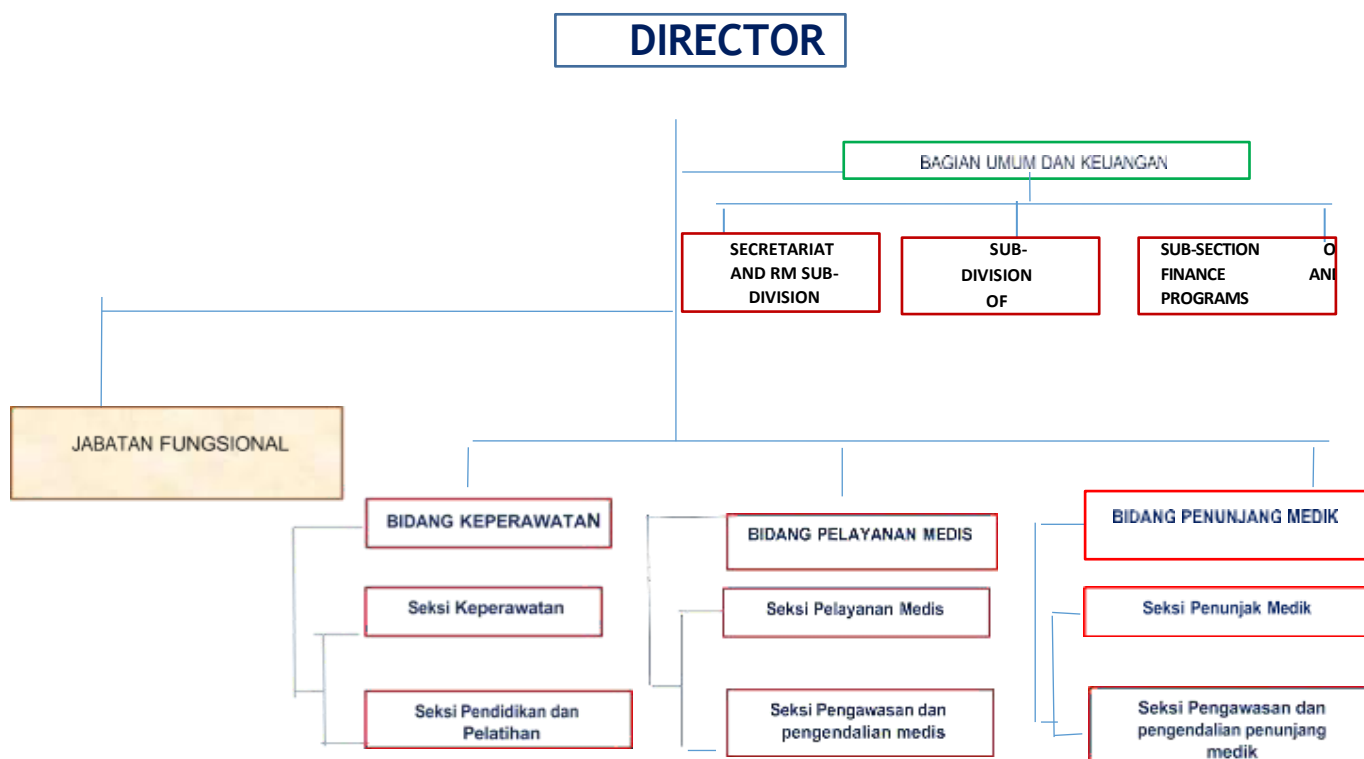 DIRECTOR
BAGIAN UMUM DAN KEUANGAN
SECRETARIAT
AND RM SUB-
DIVISION
SUB-
DIVISION
OF
SUB-SECTION O
FINANCE AND
PROGRAMS
JABATAN FUNGSIONAL
BIDANG KEPERAWATAN
BIDANG PELAYANAN MEDIS
BIDANG PENUNJANG MEDIK
Seksi Keperawatan
Seksi Pelayanan Medis
Seksi Penunjak Medik
Seksi Pendidikan dan
Pelatihan
Seksi Pengawasan dan
pengendalian medis
Seksi Pengawasan dan
pengendalian penunjang
medik